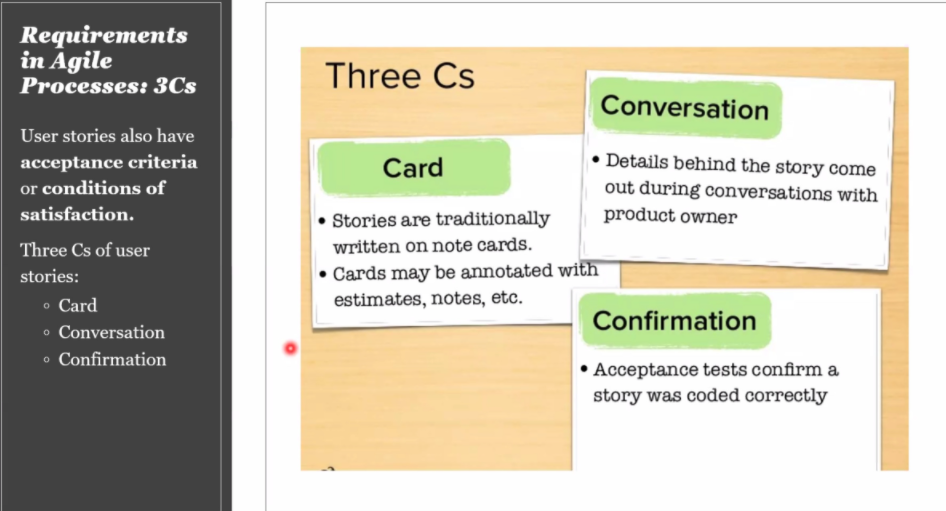 Requirements
in Agile
Processes: 3Cs
User stories also have
acceptance criteria
or conditions of
satisfaction.
Three Cs of user
stories:
◦ Card
◦ Conversation
◦ Confirmation
Three Cs
Card
• Stories are traditionally
written on note cards.
• Cards may be annotated with
estimates, notes, etc.
Conversation
• Details behind the story come
out during conversations with
product owner
Confirmation
• Acceptance tests confirm a
story was coded correctly